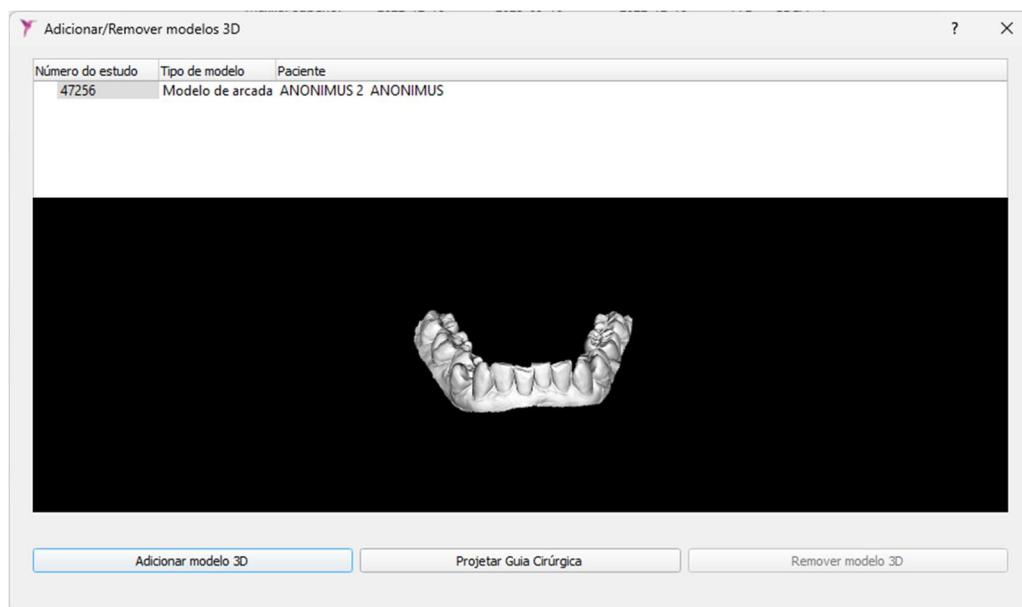 Adicionar/Remover modelos 3D ?
Número do estudo Tipo de modelo Paciente
47256 Modelo de arcada ANONIMUS 2 ANONIMUS
Adicionar modelo 3D Projetar Guia Cirúrgica Remover modelo 3D